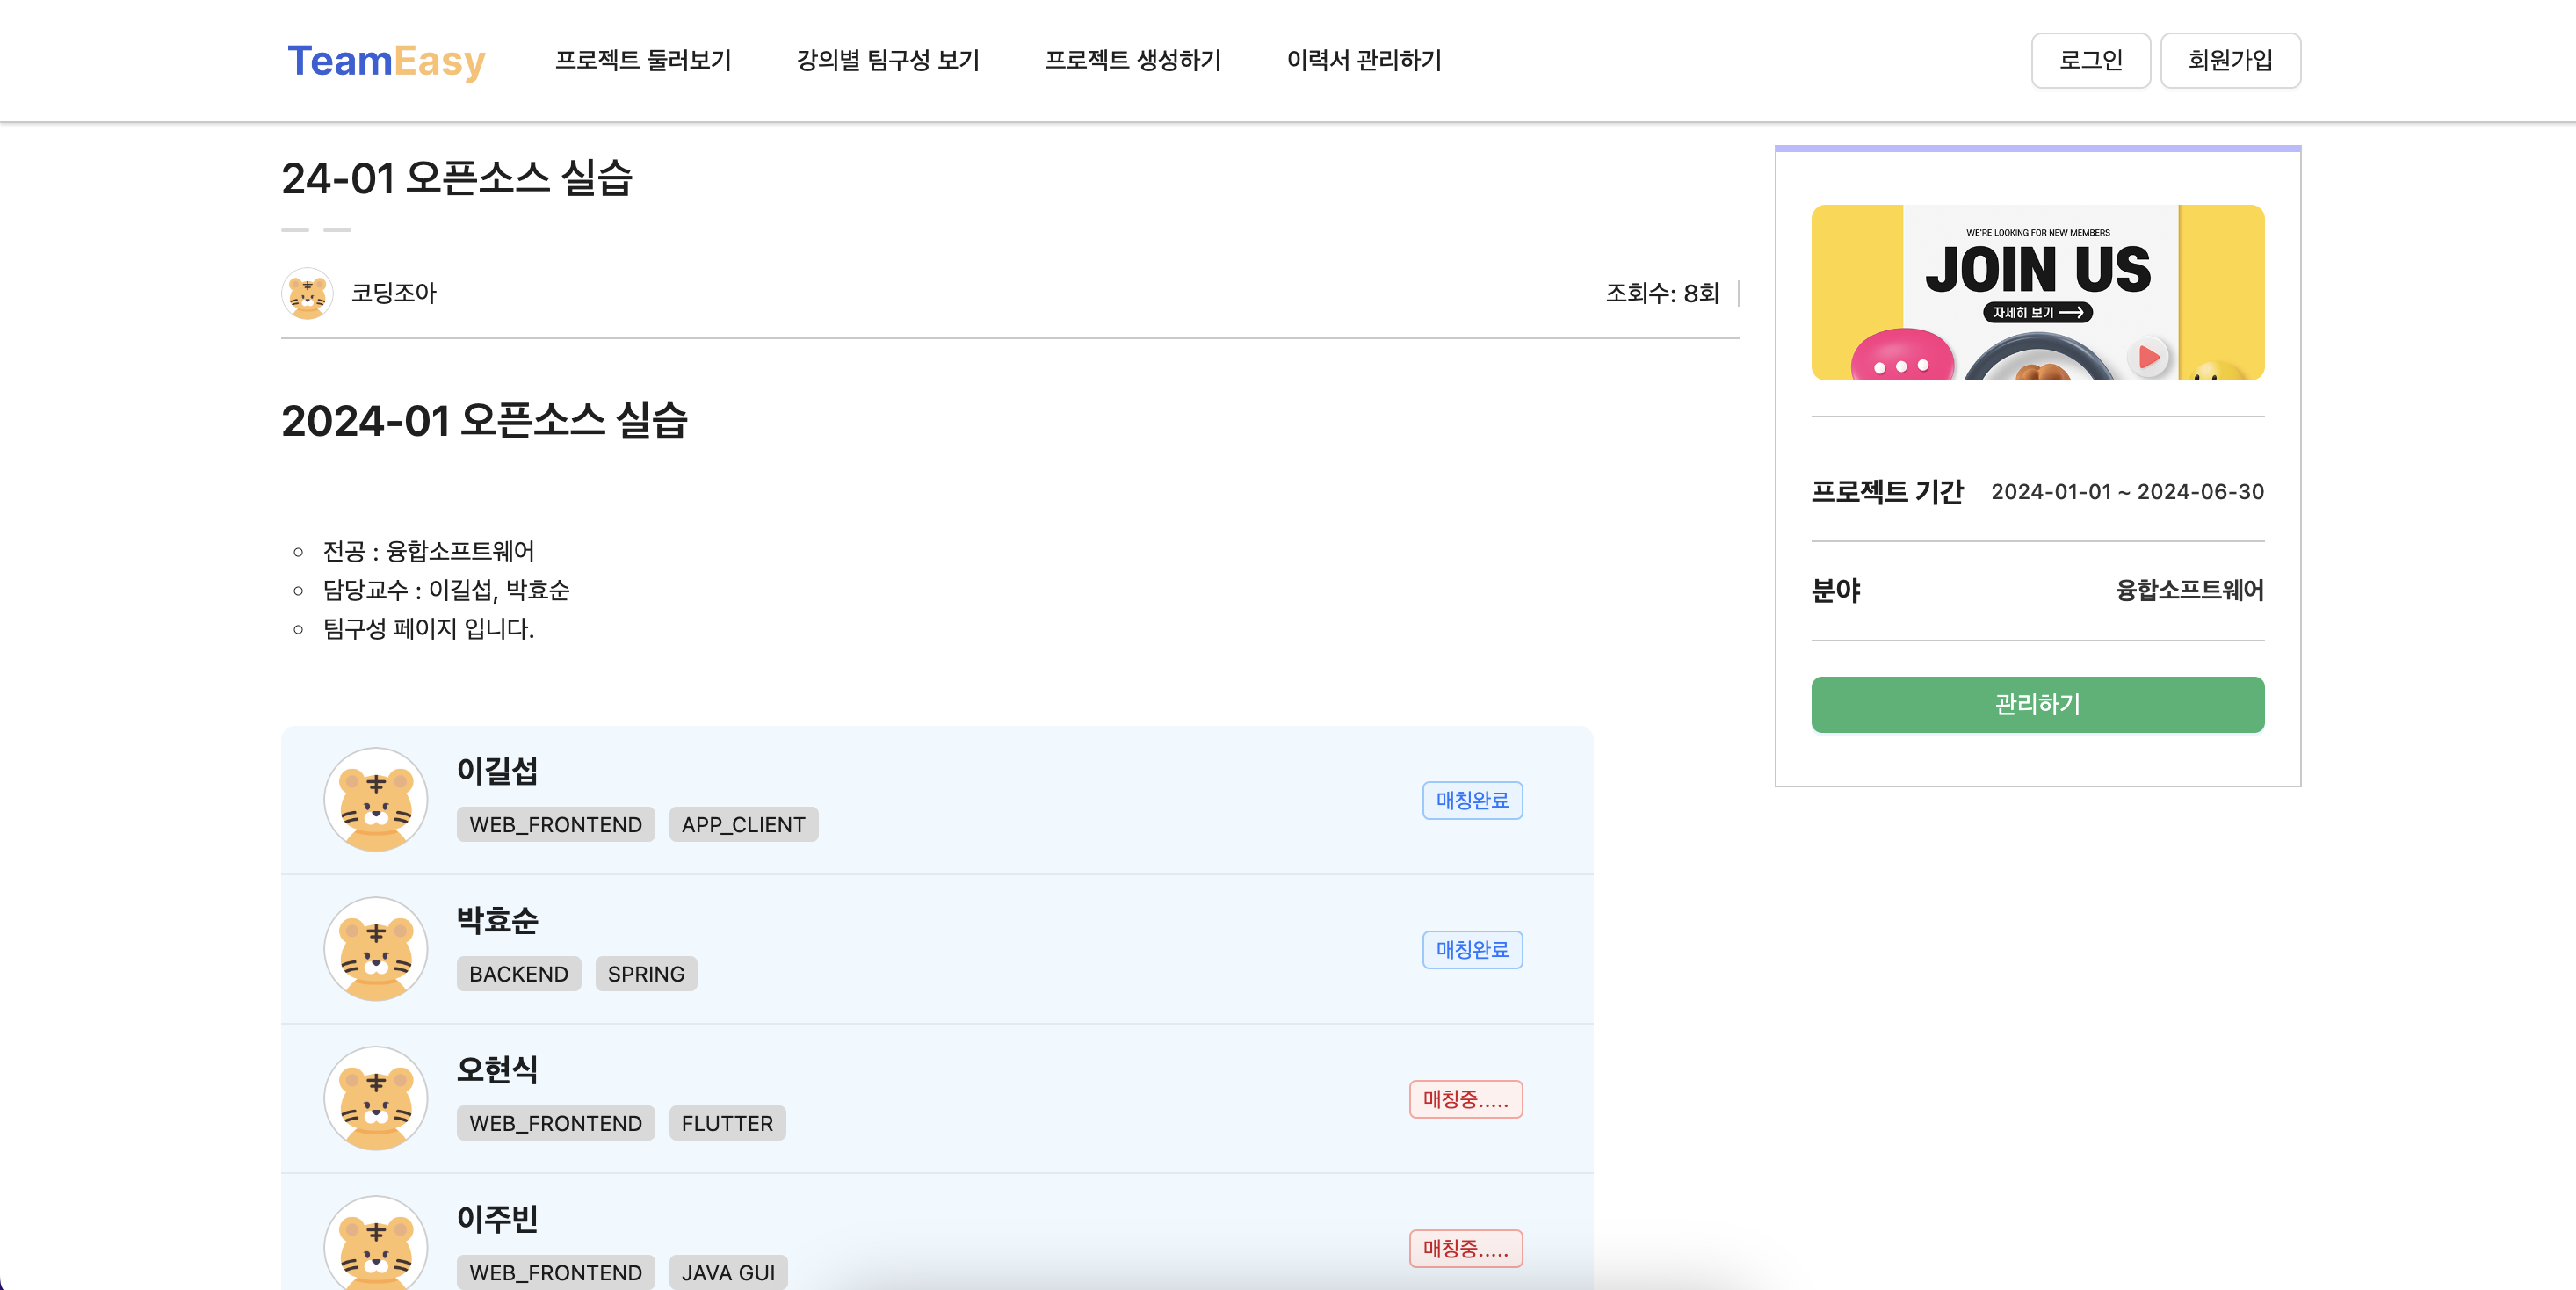 TeamEasy 프로젝트 둘러보기 강의별 팀구성 보기 프로젝트 생성하기 이력서 관리하기 로그인 회원가입
24-01 오픈소스 실습
코딩조아 조회수: 8회
2024-01 오픈소스 실습
전공 : 융합소프트웨어
담당교수 : 이길섭, 박효순
팀구성 페이지 입니다.
이길섭
WEB_FRONTEND APP_CLIENT
매칭완료
박효순
BACKEND SPRING
매칭완료
오현식
WEB_FRONTEND FLUTTER
매칭중.....
이주빈
WEB_FRONTEND JAVA GUI
매칭중.....
WE'RE LOOKING FOR NEW MEMBERS
JOIN US
자세히 보기
프로젝트 기간 2024-01-01 ~ 2024-06-30
분야 융합소프트웨어
관리하기